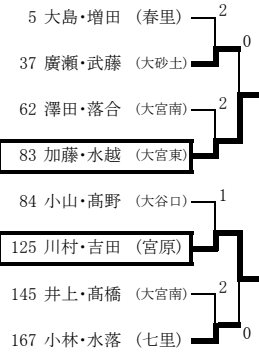 5 大島・増田 (春里) 2
0
37 廣瀬・武藤 (大砂土)
62 澤田・落合 (大宮南) 2
83 加藤・水越 (大宮東)
84 小山・髙野 (大谷口) 1
125 川村・吉田 (宮原)
145 井上・髙橋 (大宮南) 2
167 小林・水落 (七里) 0